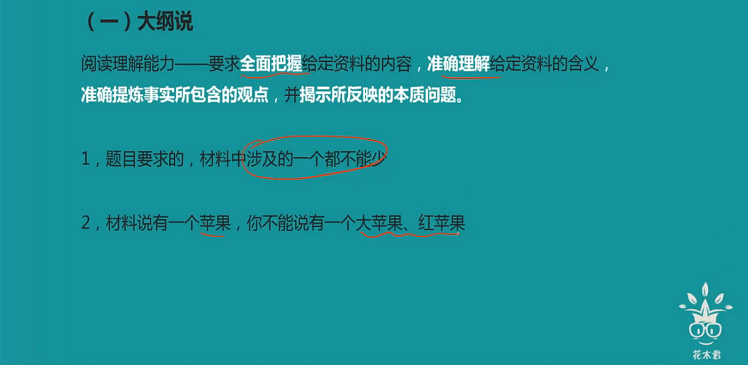 （一）大纲说
阅读理解能力——要求全面把握给定资料的内容，准确理解给定资料的含义，
准确提炼事实所包含的观点，并揭示所反映的本质问题。
1，题目要求的，材料中涉及的一个都不能少
2，材料说有一个苹果，你不能说有一个大苹果、红苹果
花木君